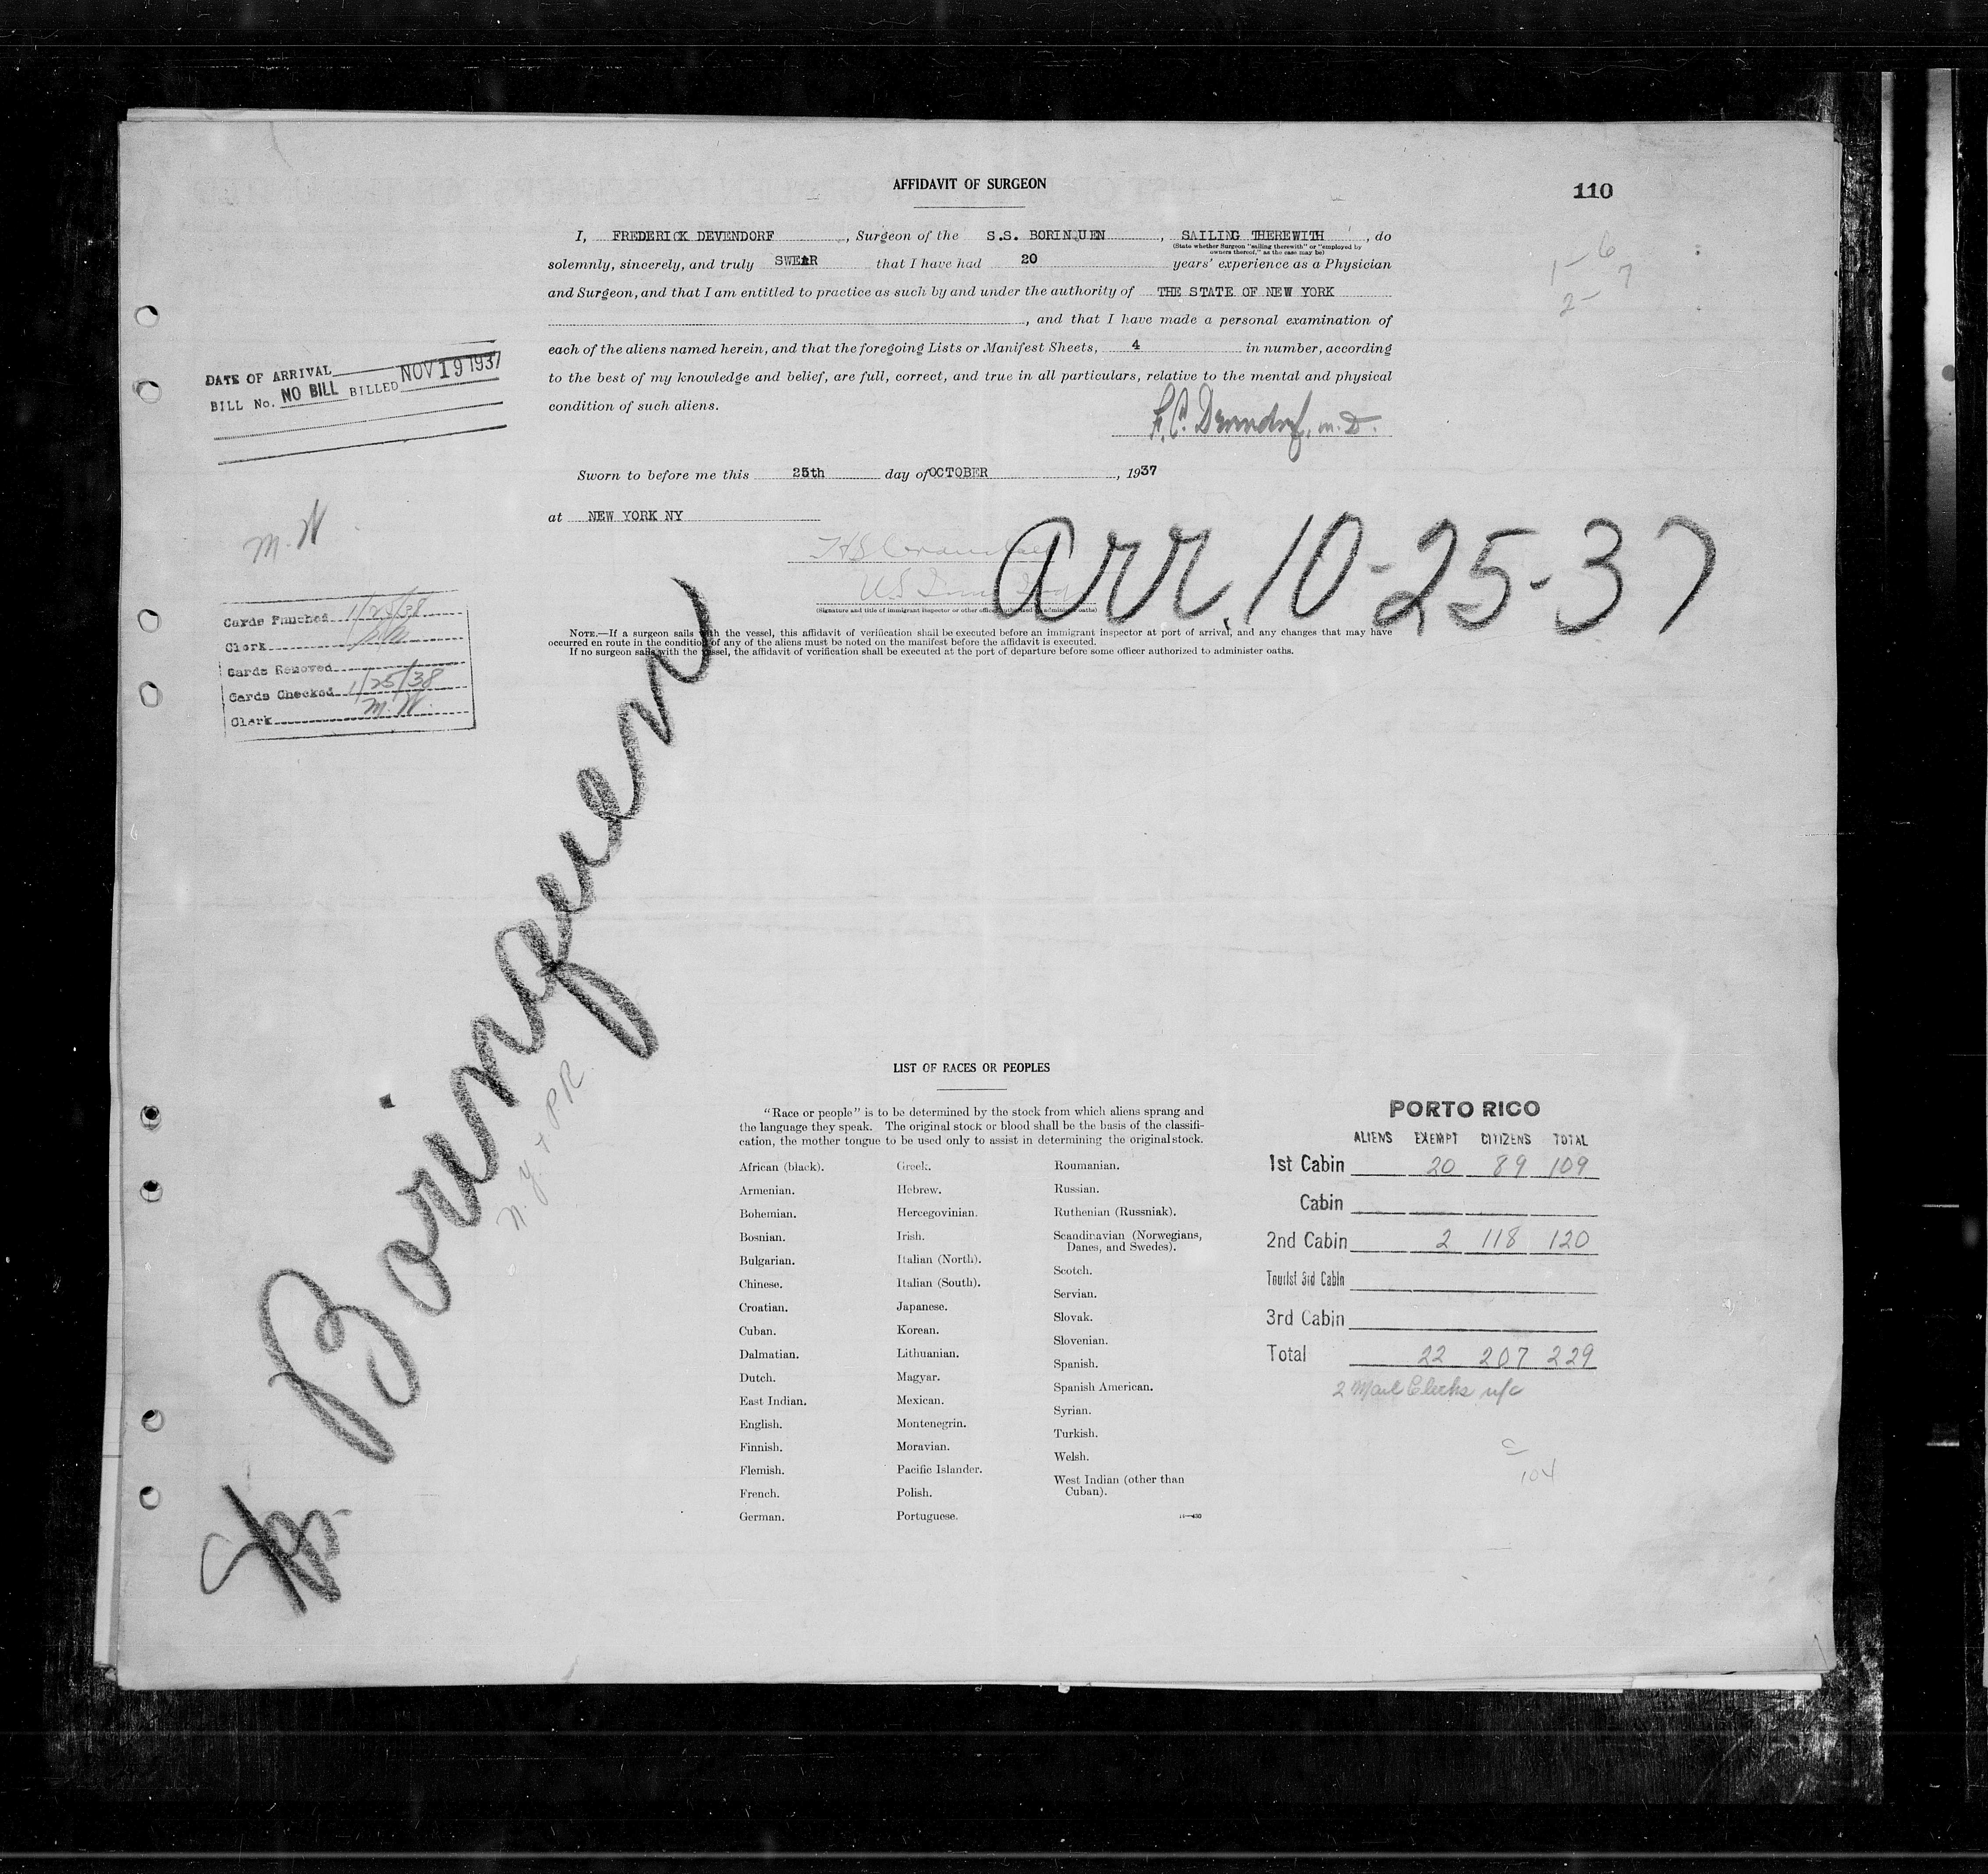 AFFIDAVIT OF SURGEON
110
I, FREDERICK DEVENDORF, Surgeon of the S.S. BORINQUEN, SAILING THEREWITH, do
(State whether Surgeon "sailing therewith" or "employed by
owners thereof," as the case may be)
solemnly, sincerely, and truly SWEAR that I have had 20 years' experience as a Physician
and Surgeon, and that I am entitled to practice as such by and under the authority of THE STATE OF NEW YORK
, and that I have made a personal examination of
each of the aliens named herein, and that the foregoing Lists or Manifest Sheets, 4 in number, according
to the best of my knowledge and belief, are full, correct, and true in all particulars, relative to the mental and physical
condition of such aliens.
1- 6
7
2-
DATE OF ARRIVAL
BILL No. NO BILL BILLED NOV 19 1937
F.C. Devendorf, M.D.
Sworn to before me this 25th day of OCTOBER, 1937
at NEW YORK NY
M.W.
arr. 10-25-37
(Signature and title of immigrant inspector or other officer authorized to administer oaths)
NOTE.—If a surgeon sails with the vessel, this affidavit of verification shall be executed before an immigrant inspector at port of arrival, and any changes that may have
occurred en route in the condition of any of the aliens must be noted on the manifest before the affidavit is executed.
If no surgeon sails with the vessel, the affidavit of verification shall be executed at the port of departure before some officer authorized to administer oaths.
Cards Punched 1/25/38
Clerk
Cards Removed
Cards Checked 1/25/38
Clerk M.W.
Borinquen
N.Y. + PR
LIST OF RACES OR PEOPLES
"Race or people" is to be determined by the stock from which aliens sprang and
the language they speak. The original stock or blood shall be the basis of the classifi-
cation, the mother tongue to be used only to assist in determining the original stock.
African (black).
Armenian.
Bohemian.
Bosnian.
Bulgarian.
Chinese.
Croatian.
Cuban.
Dalmatian.
Dutch.
East Indian.
English.
Finnish.
Flemish.
French.
German.
Greek.
Hebrew.
Hercegovinian.
Irish.
Italian (North).
Italian (South).
Japanese.
Korean.
Lithuanian.
Magyar.
Mexican.
Montenegrin.
Moravian.
Pacific Islander.
Polish.
Portuguese.
Roumanian.
Russian.
Ruthenian (Russniak).
Scandinavian (Norwegians,
Danes, and Swedes).
Scotch.
Servian.
Slovak.
Slovenian.
Spanish.
Spanish American.
Syrian.
Turkish.
Welsh.
West Indian (other than
Cuban).
PORTO RICO
ALIENS EXEMPT CITIZENS TOTAL
1st Cabin 20 89 109
Cabin
2nd Cabin 2 118 120
Tourist 3rd Cabin
3rd Cabin
Total 22 207 229
2 Mail Clerks n/c
104